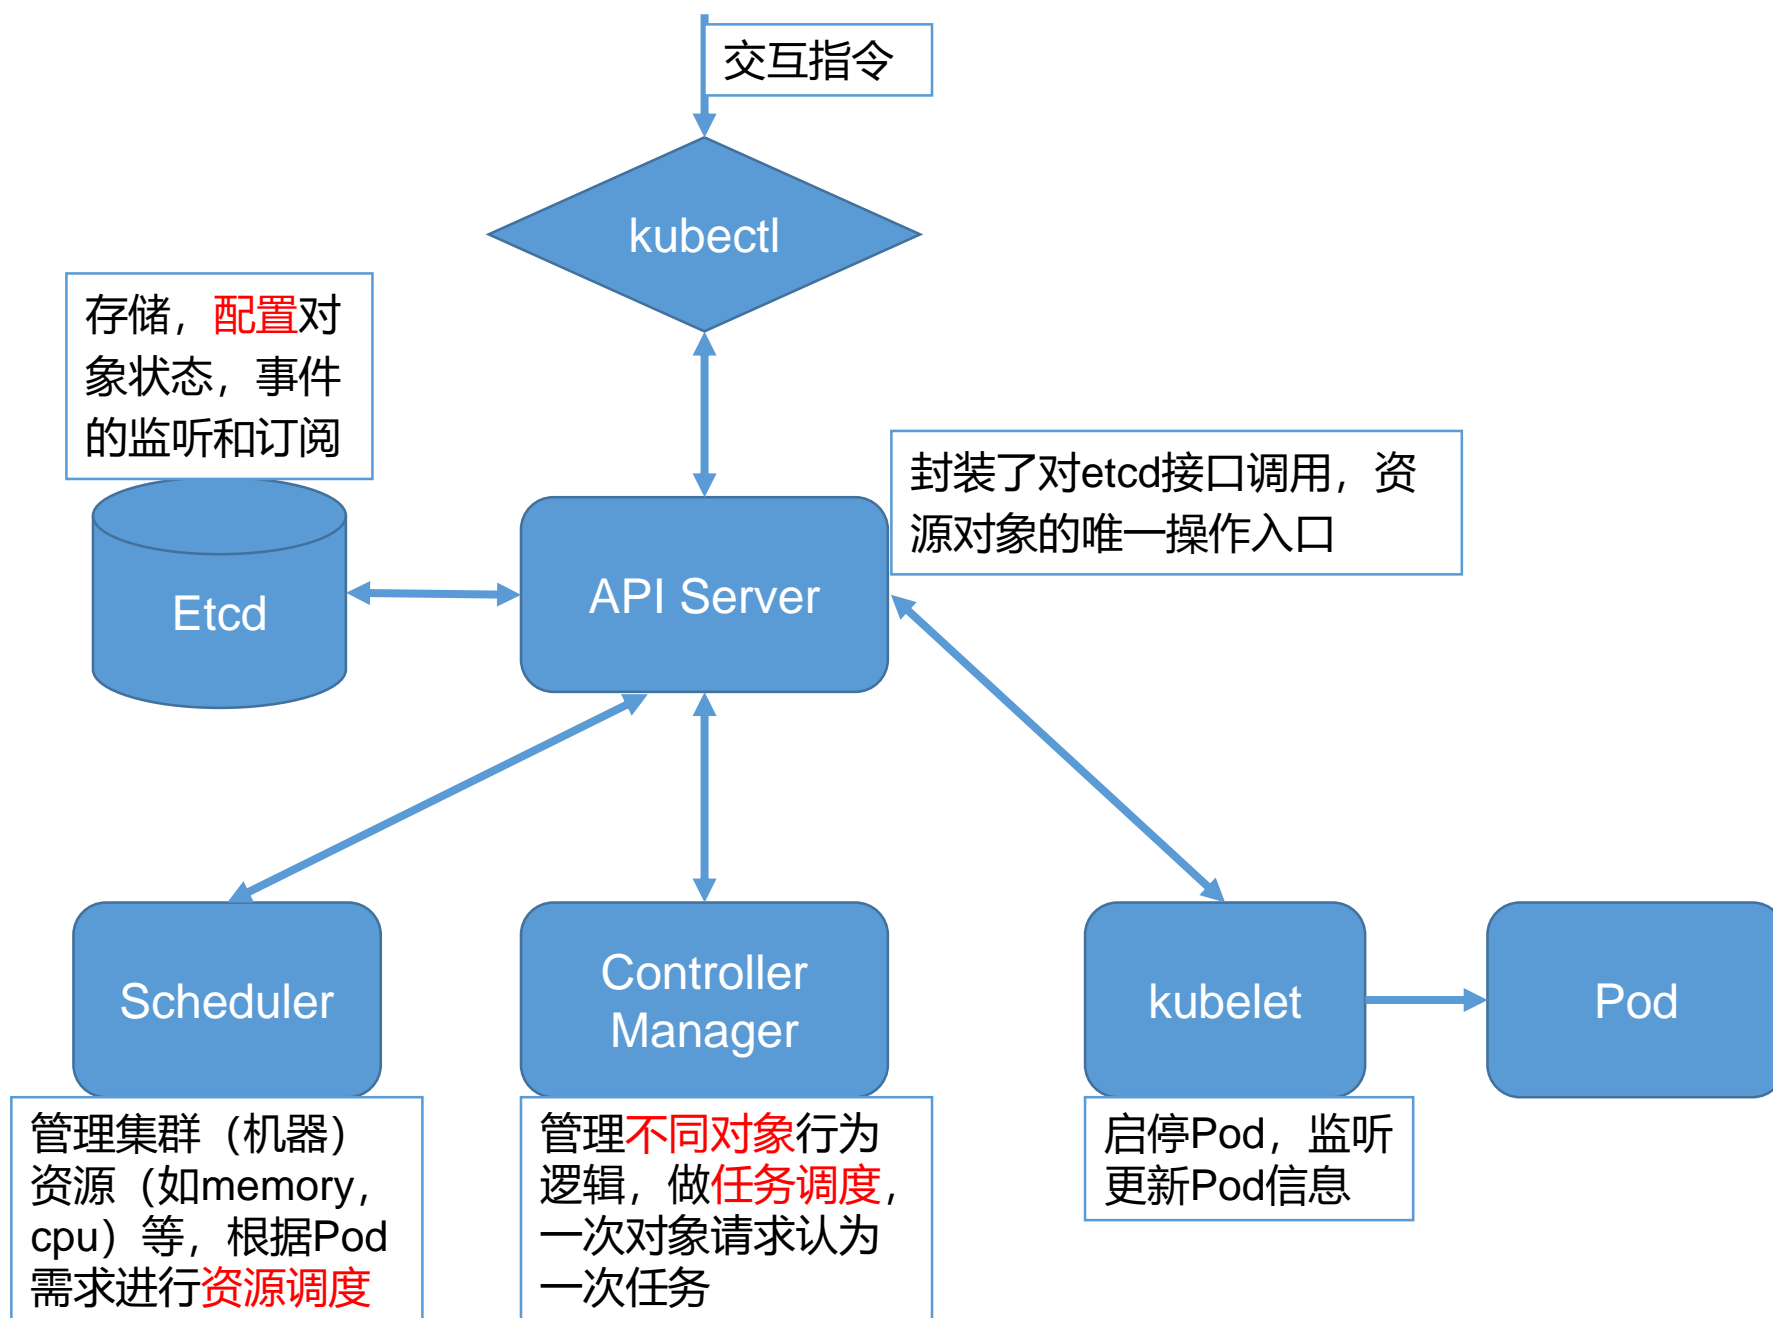 交互指令
kubectl
存储，配置对
象状态，事件
的监听和订阅
封装了对etcd接口调用，资
源对象的唯一操作入口
Etcd
API Server
Scheduler
Controller
Manager
kubelet
Pod
管理集群（机器）
资源（如memory，
cpu）等，根据Pod
需求进行资源调度
管理不同对象行为
逻辑，做任务调度，
一次对象请求认为
一次任务
启停Pod，监听
更新Pod信息